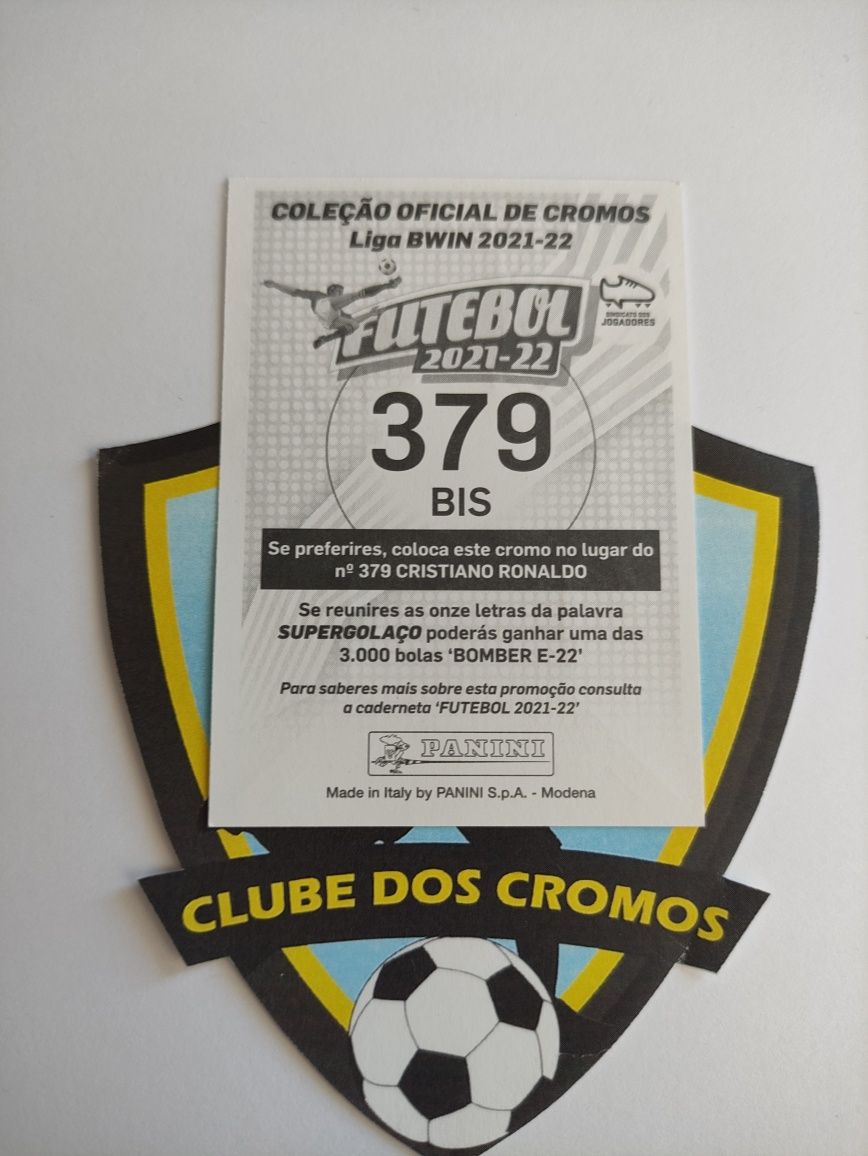 COLEÇÃO OFICIAL DE CROMOS
Liga BWIN 2021-22
FUTEBOL
2021-22
SINDICATO DOS
JOGADORES
379
BIS
Se preferires, coloca este cromo no lugar do
nº 379 CRISTIANO RONALDO
Se reunires as onze letras da palavra
SUPERGOLAÇO poderás ganhar uma das
3.000 bolas ‘BOMBER E-22’
Para saberes mais sobre esta promoção consulta
a caderneta ‘FUTEBOL 2021-22’
PANINI
Made in Italy by PANINI S.p.A. - Modena
CLUBE DOS CROMOS